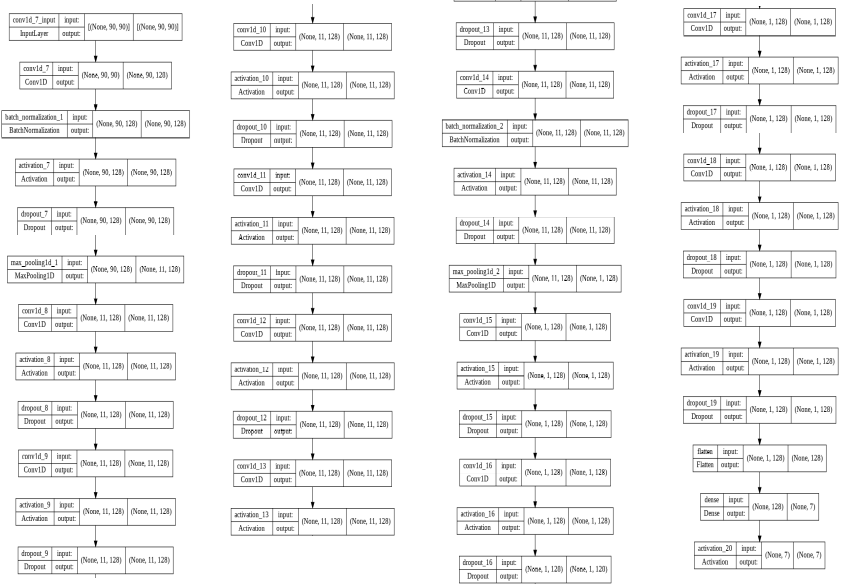 conv1d_7_input input: [(None, 90, 90)] [(None, 90, 90)]
InputLayer output:
conv1d_7 input: (None, 90, 90) (None, 90, 128)
Conv1D output:
batch_normalization_1 input: (None, 90, 128) (None, 90, 128)
BatchNormalization output:
activation_7 input: (None, 90, 128) (None, 90, 128)
Activation output:
dropout_7 input: (None, 90, 128) (None, 90, 128)
Dropout output:
max_pooling1d_1 input: (None, 90, 128) (None, 11, 128)
MaxPooling1D output:
conv1d_8 input: (None, 11, 128) (None, 11, 128)
Conv1D output:
activation_8 input: (None, 11, 128) (None, 11, 128)
Activation output:
dropout_8 input: (None, 11, 128) (None, 11, 128)
Dropout output:
conv1d_9 input: (None, 11, 128) (None, 11, 128)
Conv1D output:
activation_9 input: (None, 11, 128) (None, 11, 128)
Activation output:
dropout_9 input: (None, 11, 128) (None, 11, 128)
Dropout output:
conv1d_10 input: (None, 11, 128) (None, 11, 128)
Conv1D output:
activation_10 input: (None, 11, 128) (None, 11, 128)
Activation output:
dropout_10 input: (None, 11, 128) (None, 11, 128)
Dropout output:
conv1d_11 input: (None, 11, 128) (None, 11, 128)
Conv1D output:
activation_11 input: (None, 11, 128) (None, 11, 128)
Activation output:
dropout_11 input: (None, 11, 128) (None, 11, 128)
Dropout output:
conv1d_12 input: (None, 11, 128) (None, 11, 128)
Conv1D output:
activation_12 input: (None, 11, 128) (None, 11, 128)
Activation output:
dropout_12 input: (None, 11, 128) (None, 11, 128)
Dropout output:
conv1d_13 input: (None, 11, 128) (None, 11, 128)
Conv1D output:
activation_13 input: (None, 11, 128) (None, 11, 128)
Activation output:
dropout_13 input: (None, 11, 128) (None, 11, 128)
Dropout output:
conv1d_14 input: (None, 11, 128) (None, 11, 128)
Conv1D output:
batch_normalization_2 input: (None, 11, 128) (None, 11, 128)
BatchNormalization output:
activation_14 input: (None, 11, 128) (None, 11, 128)
Activation output:
dropout_14 input: (None, 11, 128) (None, 11, 128)
Dropout output:
max_pooling1d_2 input: (None, 11, 128) (None, 1, 128)
MaxPooling1D output:
conv1d_15 input: (None, 1, 128) (None, 1, 128)
Conv1D output:
activation_15 input: (None, 1, 128) (None, 1, 128)
Activation output:
dropout_15 input: (None, 1, 128) (None, 1, 128)
Dropout output:
conv1d_16 input: (None, 1, 128) (None, 1, 128)
Conv1D output:
activation_16 input: (None, 1, 128) (None, 1, 128)
Activation output:
dropout_16 input: (None, 1, 128) (None, 1, 128)
Dropout output:
conv1d_17 input: (None, 1, 128) (None, 1, 128)
Conv1D output:
activation_17 input: (None, 1, 128) (None, 1, 128)
Activation output:
dropout_17 input: (None, 1, 128) (None, 1, 128)
Dropout output:
conv1d_18 input: (None, 1, 128) (None, 1, 128)
Conv1D output:
activation_18 input: (None, 1, 128) (None, 1, 128)
Activation output:
dropout_18 input: (None, 1, 128) (None, 1, 128)
Dropout output:
conv1d_19 input: (None, 1, 128) (None, 1, 128)
Conv1D output:
activation_19 input: (None, 1, 128) (None, 1, 128)
Activation output:
dropout_19 input: (None, 1, 128) (None, 1, 128)
Dropout output:
flatten input: (None, 1, 128) (None, 128)
Flatten output:
dense input: (None, 128) (None, 7)
Dense output:
activation_20 input: (None, 7) (None, 7)
Activation output: